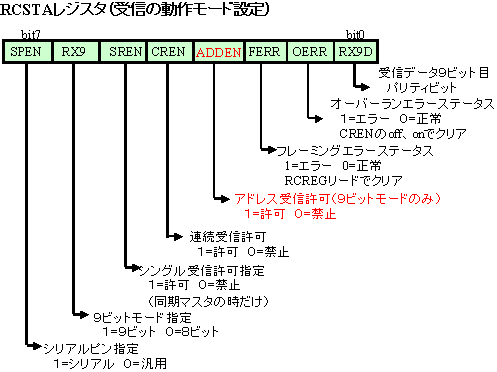 RCSTAレジスタ(受信の動作モード設定)
bit7 bit0
SPEN RX9 SREN CREN ADDEN FERR OERR RX9D
受信データ9ビット目
パリティビット
オーバーランエラーステータス
1=エラー 0=正常
CRENのoff、onでクリア
フレーミングエラーステータス
1=エラー 0=正常
RCREGリードでクリア
アドレス受信許可(9ビットモードのみ)
1=許可 0=禁止
連続受信許可
1=許可 0=禁止
シングル受信許可指定
1=許可 0=禁止
(同期マスタの時だけ)
9ビットモード指定
1=9ビット 0=8ビット
シリアルピン指定
1=シリアル 0=汎用